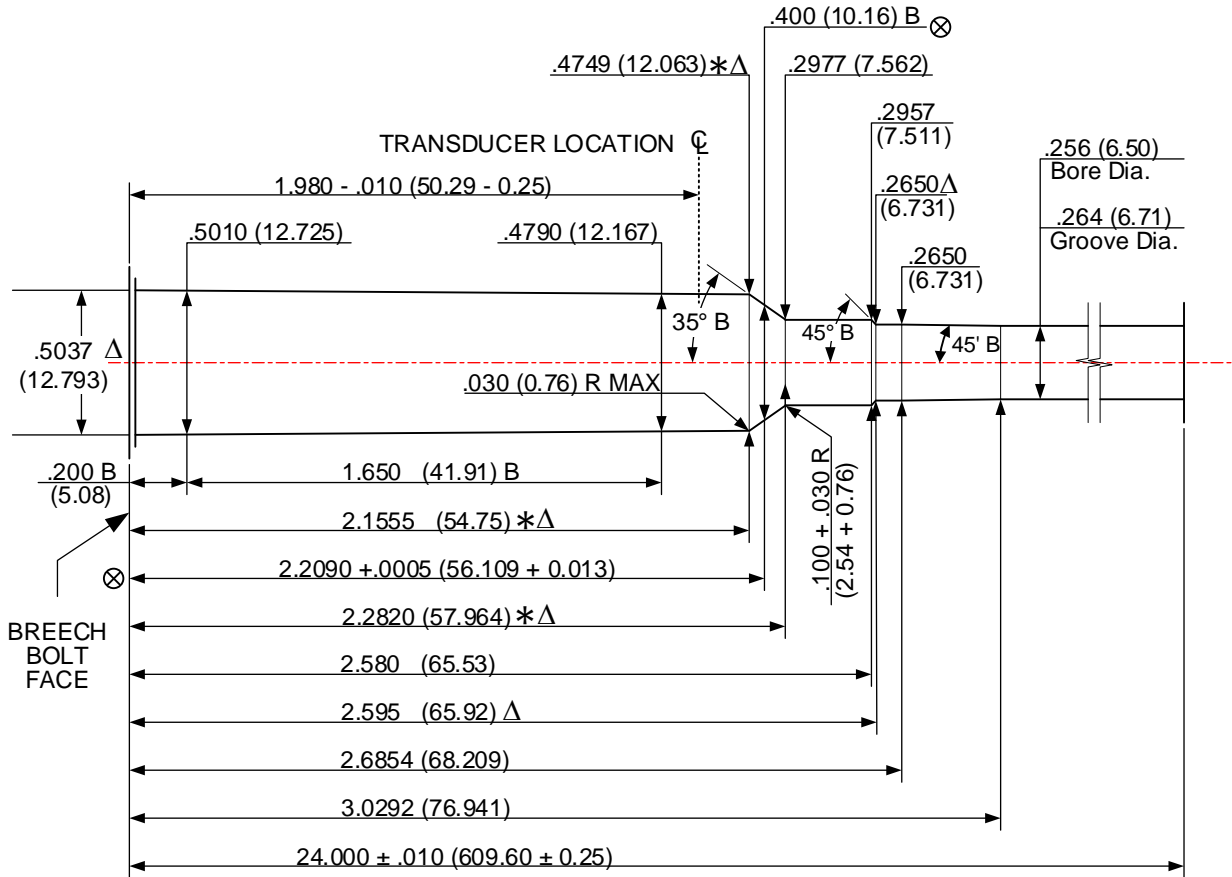 .400 (10.16) B ⊗
.4749 (12.063)*Δ
.2977 (7.562)
.2957
(7.511)
TRANSDUCER LOCATION ℄
.256 (6.50)
Bore Dia.
1.980 - .010 (50.29 - 0.25)
.2650Δ
(6.731)
.5010 (12.725)
.4790 (12.167)
.264 (6.71)
Groove Dia.
.2650
(6.731)
35° B
45° B
45' B
.5037 Δ
(12.793)
.030 (0.76) R MAX
.200 B
(5.08)
1.650 (41.91) B
.100 + .030 R
(2.54 + 0.76)
2.1555 (54.75)*Δ
⊗ 2.2090 +.0005 (56.109 + 0.013)
BREECH
BOLT
FACE
2.2820 (57.964)*Δ
2.580 (65.53)
2.595 (65.92) Δ
2.6854 (68.209)
3.0292 (76.941)
24.000 ± .010 (609.60 ± 0.25)